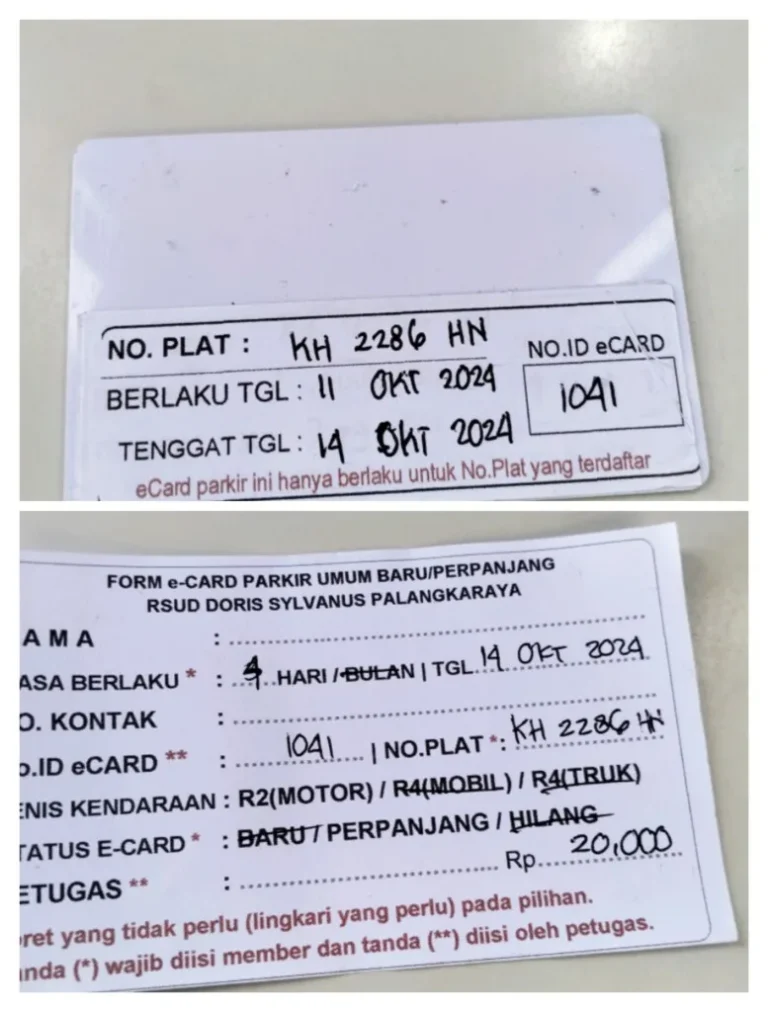 NO. PLAT : KH 2286 HN
NO.ID eCARD
BERLAKU TGL : 11 OKT 2024
1041
TENGGAT TGL : 14 OKT 2024
eCard parkir ini hanya berlaku untuk No.Plat yang terdaftar
FORM e-CARD PARKIR UMUM BARU/PERPANJANG
RSUD DORIS SYLVANUS PALANGKARAYA
AMA :
ASA BERLAKU * : 4 HARI / BULAN | TGL. 14 OKT 2024
O. KONTAK :
o.ID eCARD ** : 1041 | NO.PLAT *: KH 2286 HN
ENIS KENDARAAN : R2(MOTOR) / R4(MOBIL) / R4(TRUK)
TATUS E-CARD * : BARU / PERPANJANG / HILANG
ETUGAS ** : Rp. 20,000
oret yang tidak perlu (lingkari yang perlu) pada pilihan.
anda (*) wajib diisi member dan tanda (**) diisi oleh petugas.